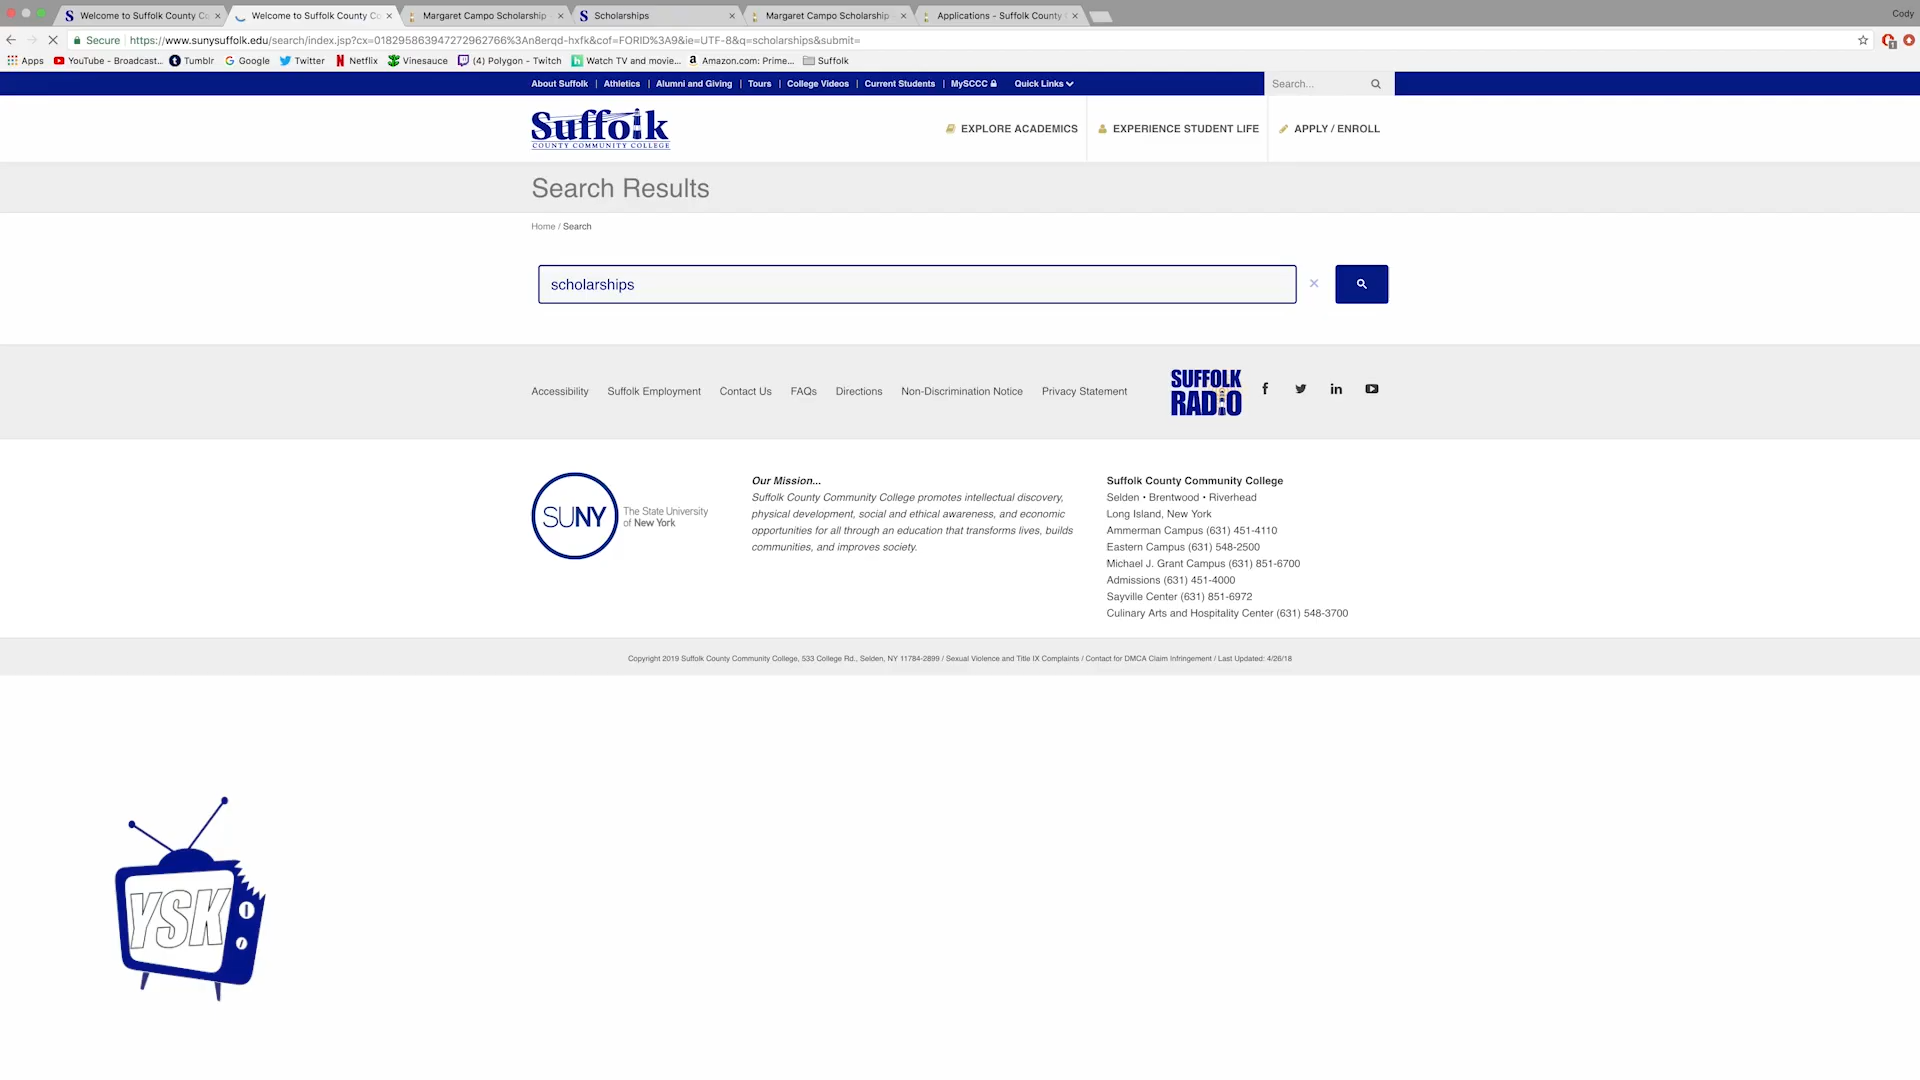 Welcome to Suffolk County Co
Welcome to Suffolk County Co
Margaret Campo Scholarship
Scholarships
Margaret Campo Scholarship
Applications - Suffolk County
Cody
Secure
https://www.sunysuffolk.edu/search/index.jsp?cx=018295863947272962766%3An8erqd-hxfk&cof=FORID%3A9&ie=UTF-8&q=scholarships&submit=
Apps YouTube - Broadcast... Tumblr Google Twitter Netflix Vinesauce (4) Polygon - Twitch Watch TV and movie... Amazon.com: Prime... Suffolk
About Suffolk | Athletics | Alumni and Giving | Tours | College Videos | Current Students | MySCCC Quick Links Search...
Suffolk
COUNTY COMMUNITY COLLEGE
EXPLORE ACADEMICS
EXPERIENCE STUDENT LIFE
APPLY / ENROLL
Search Results
Home / Search
scholarships
Accessibility Suffolk Employment Contact Us FAQs Directions Non-Discrimination Notice Privacy Statement
SUFFOLK
RADIO
SUNY
The State University
of New York
Our Mission...
Suffolk County Community College promotes intellectual discovery,
physical development, social and ethical awareness, and economic
opportunities for all through an education that transforms lives, builds
communities, and improves society.
Suffolk County Community College
Selden • Brentwood • Riverhead
Long Island, New York
Ammerman Campus (631) 451-4110
Eastern Campus (631) 548-2500
Michael J. Grant Campus (631) 851-6700
Admissions (631) 451-4000
Sayville Center (631) 851-6972
Culinary Arts and Hospitality Center (631) 548-3700
Copyright 2019 Suffolk County Community College, 533 College Rd., Selden, NY 11784-2899 / Sexual Violence and Title IX Complaints / Contact for DMCA Claim Infringement / Last Updated: 4/26/18
YSK